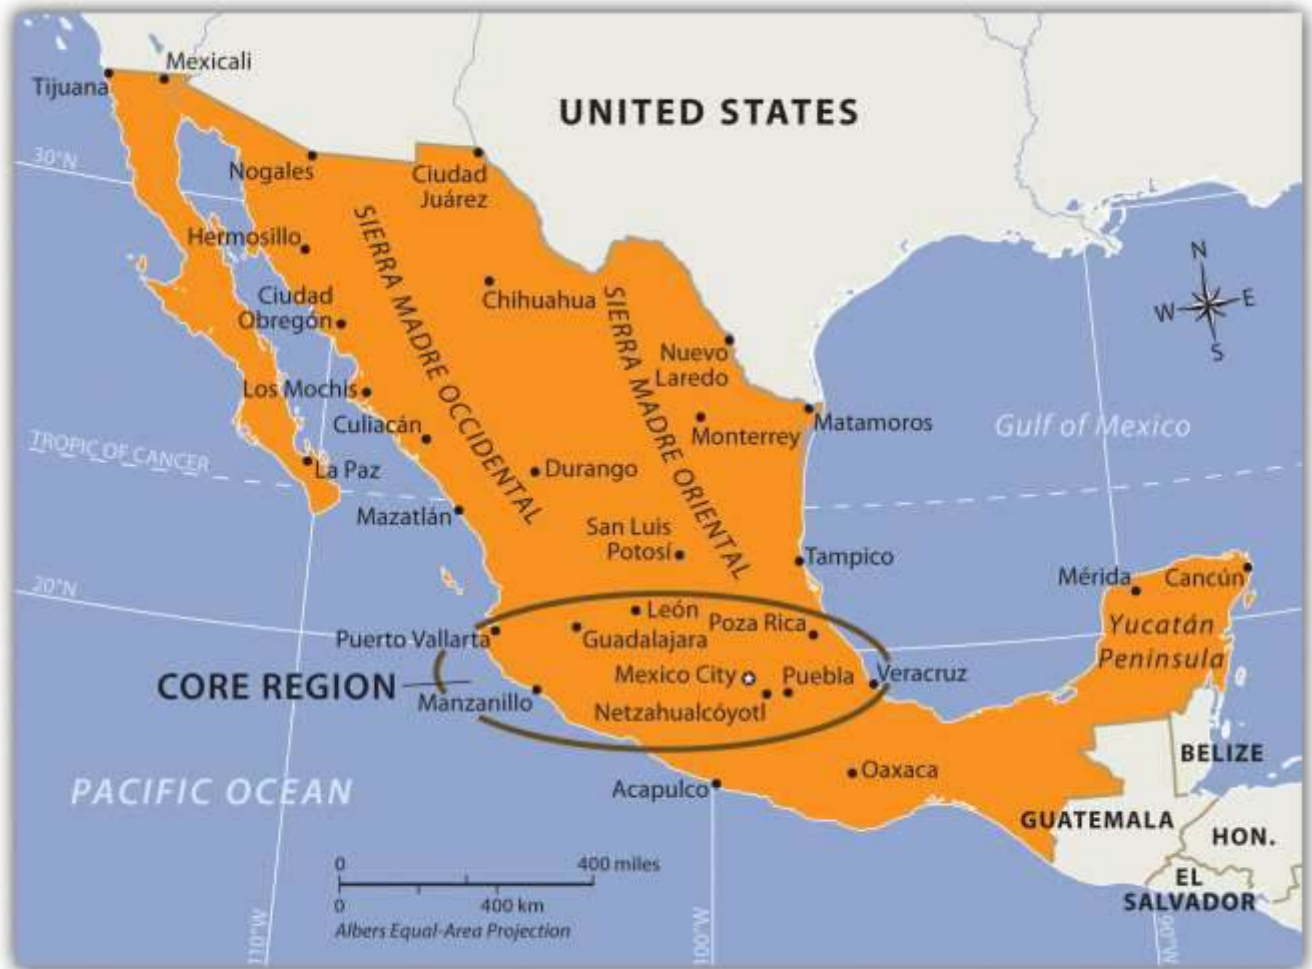 Mexicali
Tijuana
UNITED STATES
30°N
Nogales
Ciudad
Juárez
SIERRA MADRE OCCIDENTAL
Hermosillo
N
W
E
S
Chihuahua
SIERRA MADRE ORIENTAL
Ciudad
Obregón
Nuevo
Laredo
Los Mochis
Culiacán
Monterrey
Matamoros
Gulf of Mexico
TROPIC OF CANCER
La Paz
Durango
Mazatlán
San Luis
Potosí
Tampico
20°N
Mérida
Cancún
León
Poza Rica
Puerto Vallarta
Guadalajara
Yucatán
Peninsula
Mexico City
Puebla
Veracruz
CORE REGION
Manzanillo
Netzahualcóyotl
BELIZE
PACIFIC OCEAN
Acapulco
Oaxaca
GUATEMALA
HON.
0
400 miles
EL
SALVADOR
0
400 km
Albers Equal-Area Projection
110°W
100°W
90°W